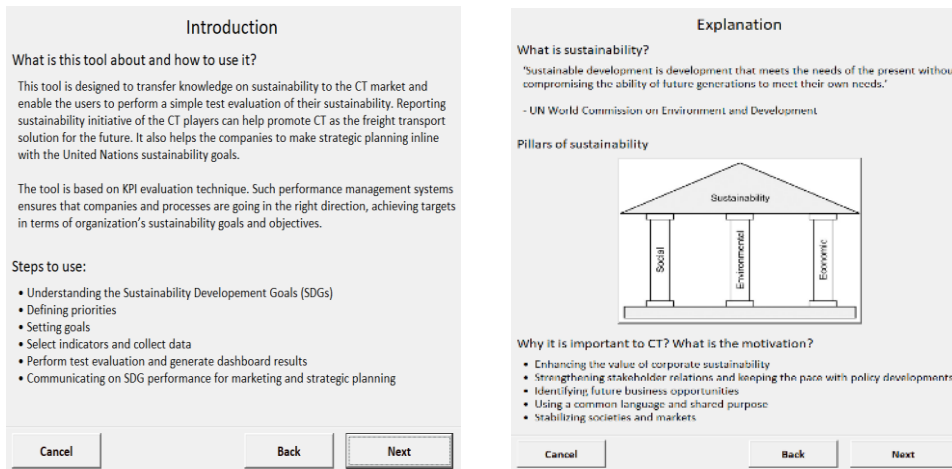 Introduction
What is this tool about and how to use it?
This tool is designed to transfer knowledge on sustainability to the CT market and
enable the users to perform a simple test evaluation of their sustainability. Reporting
sustainability initiative of the CT players can help promote CT as the freight transport
solution for the future. It also helps the companies to make strategic planning inline
with the United Nations sustainability goals.
The tool is based on KPI evaluation technique. Such performance management systems
ensures that companies and processes are going in the right direction, achieving targets
in terms of organization's sustainability goals and objectives.
Steps to use:
• Understanding the Sustainability Developement Goals (SDGs)
• Defining priorities
• Setting goals
• Select indicators and collect data
• Perform test evaluation and generate dashboard results
• Communicating on SDG performance for marketing and strategic planning
Cancel
Back
Next
Explanation
What is sustainability?
'Sustainable development is development that meets the needs of the present withou
compromising the ability of future generations to meet their own needs.'
- UN World Commission on Environment and Development
Pillars of sustainability
Sustainability
Social
Environmental
Economic
Why it is important to CT? What is the motivation?
• Enhancing the value of corporate sustainability
• Strengthening stakeholder relations and keeping the pace with policy developments
• Identifying future business opportunities
• Using a common language and shared purpose
• Stabilizing societies and markets
Cancel
Back
Next